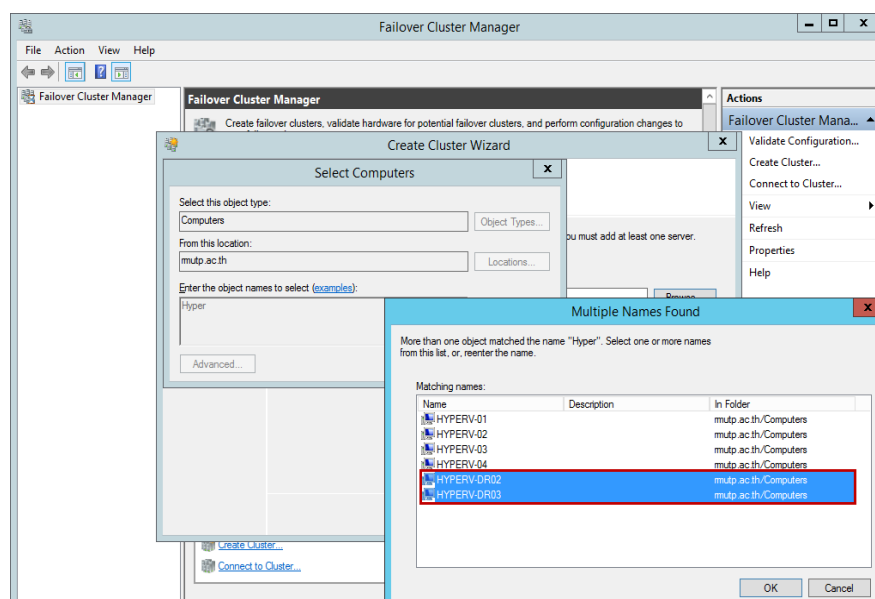 Failover Cluster Manager
File Action View Help
Failover Cluster Manager
Failover Cluster Manager
Create failover clusters, validate hardware for potential failover clusters, and perform configuration changes to
Actions
Failover Cluster Mana...
Validate Configuration...
Create Cluster...
Connect to Cluster...
View
Refresh
Properties
Help
Create Cluster Wizard
ou must add at least one server.
Select Computers
Select this object type:
Computers
Object Types...
From this location:
rmutp.ac.th
Locations...
Enter the object names to select (examples):
Hyper
Advanced...
Multiple Names Found
More than one object matched the name "Hyper". Select one or more names
from this list, or, reenter the name.
Matching names:
Name Description In Folder
HYPERV-01 rmutp.ac.th/Computers
HYPERV-02 rmutp.ac.th/Computers
HYPERV-03 rmutp.ac.th/Computers
HYPERV-04 rmutp.ac.th/Computers
HYPERV-DR02 rmutp.ac.th/Computers
HYPERV-DR03 rmutp.ac.th/Computers
OK Cancel
Create Cluster...
Connect to Cluster...